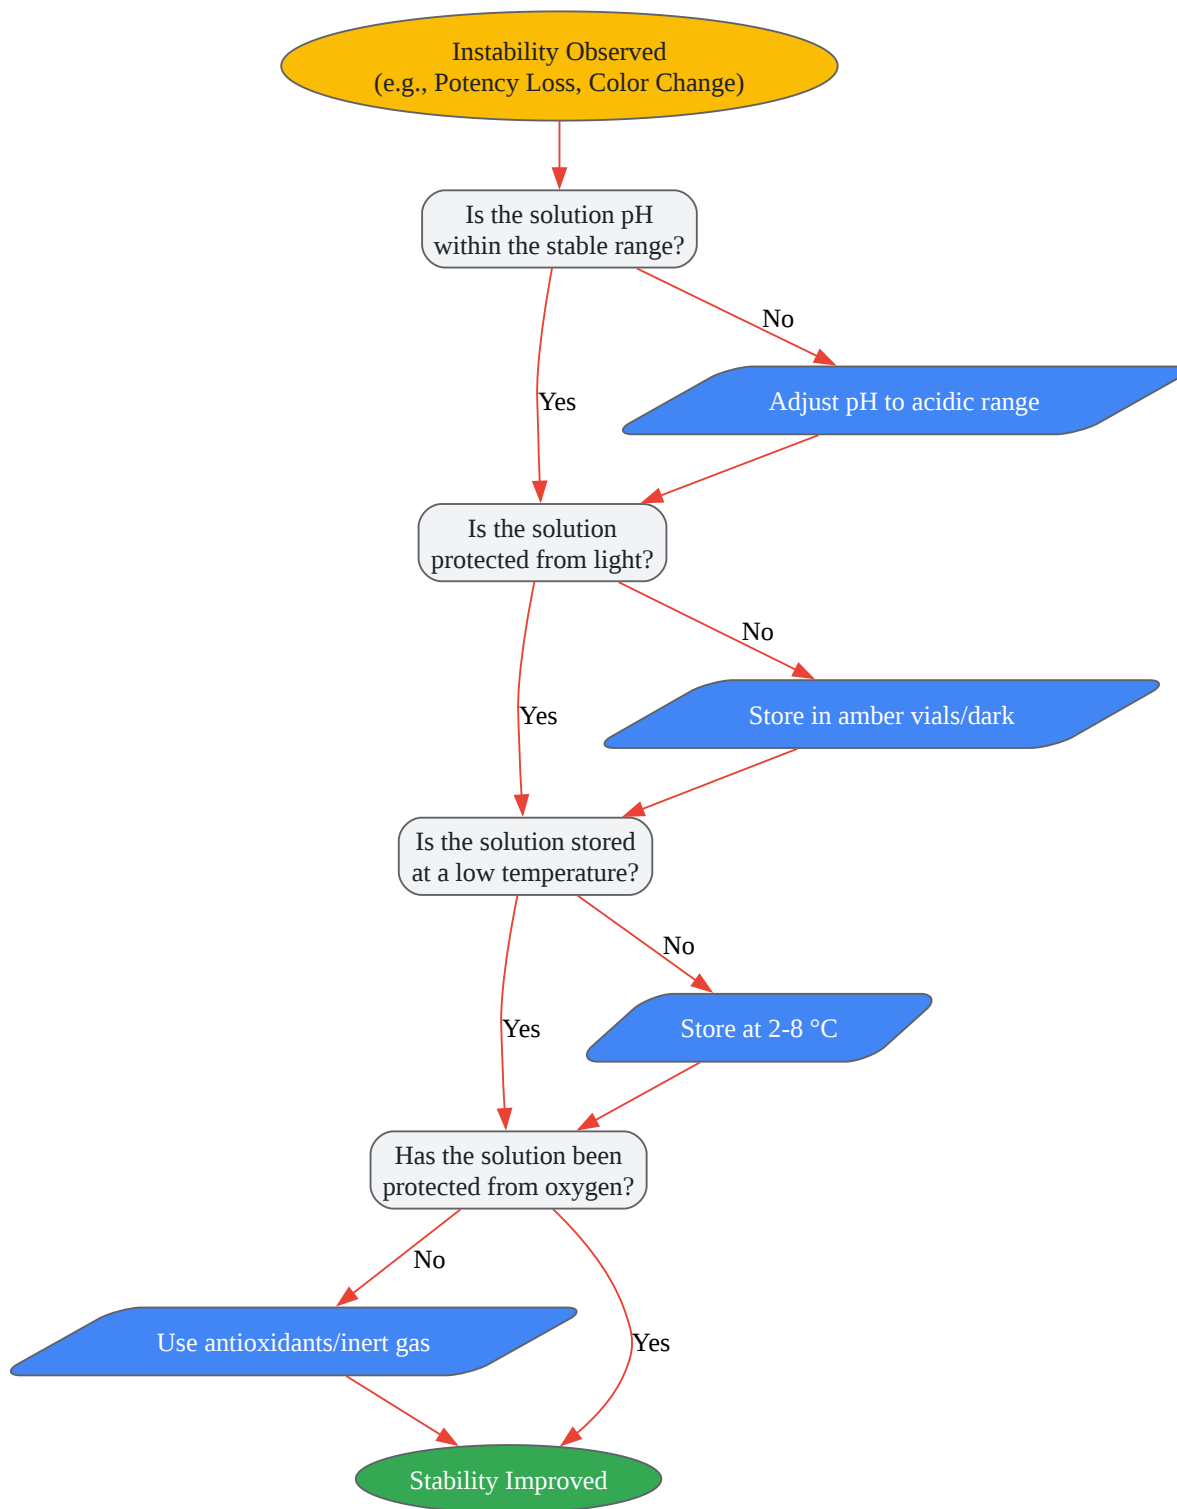 Instability Observed
(e.g., Potency Loss, Color Change)
Is the solution pH
within the stable range?
No
Yes
Adjust pH to acidic range
Is the solution
protected from light?
No
Yes
Store in amber vials/dark
Is the solution stored
at a low temperature?
No
Yes
Store at 2-8 °C
Has the solution been
protected from oxygen?
No
Yes
Use antioxidants/inert gas
Stability Improved